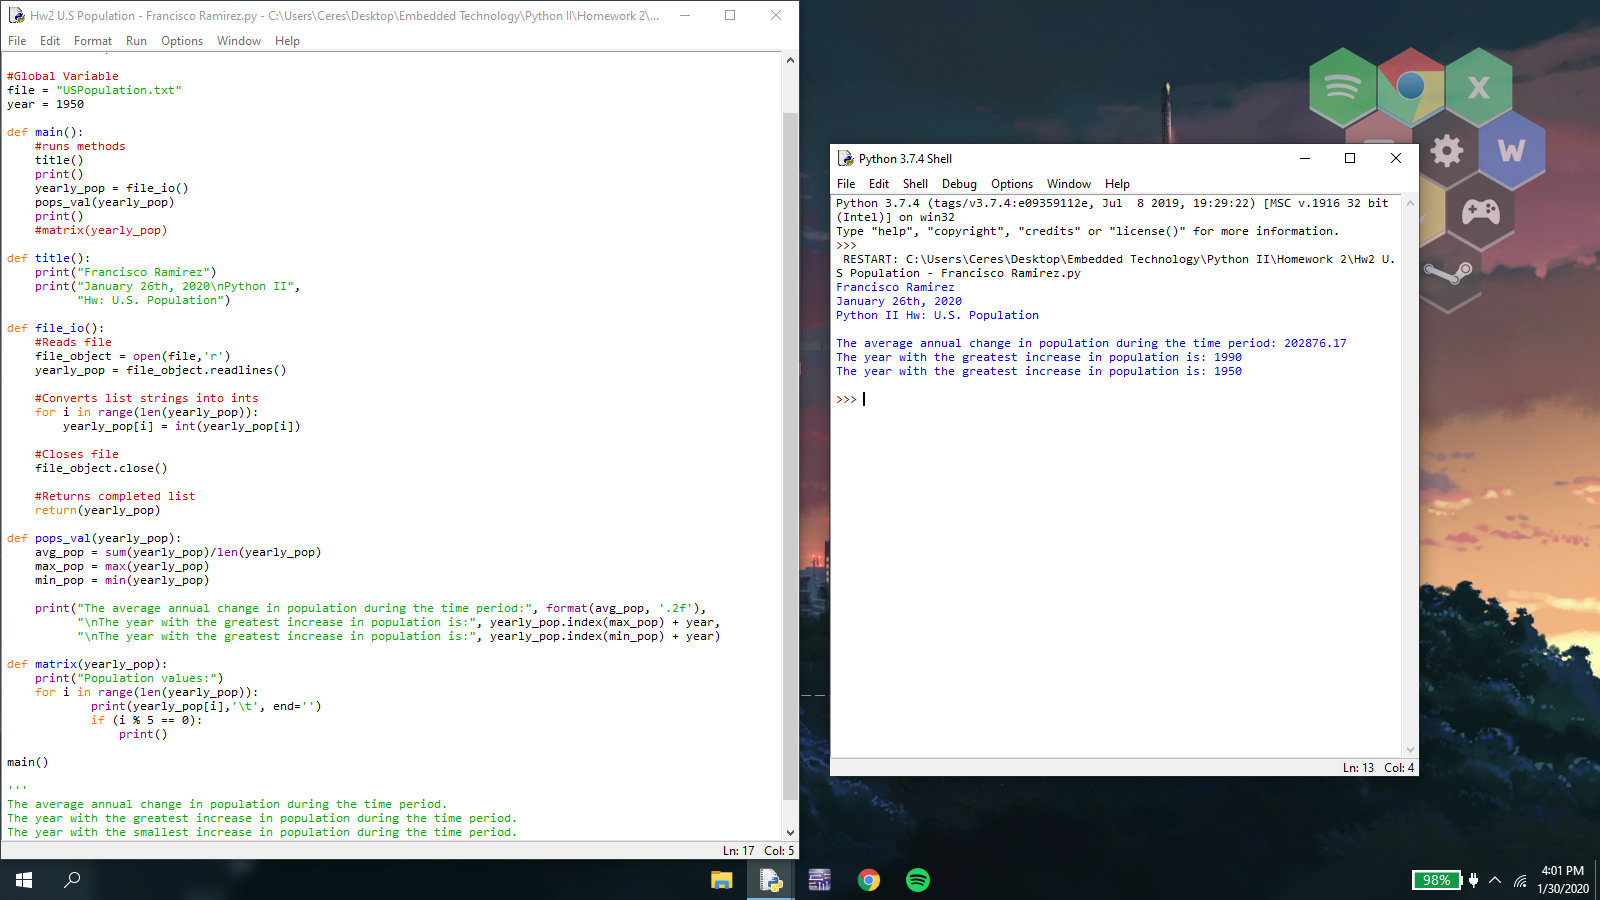 Hw2 U.S Population - Francisco Ramirez.py - C:\Users\Ceres\Desktop\Embedded Technology\Python II\Homework 2\...
File Edit Format Run Options Window Help
#Global Variable
file = "USPopulation.txt"
year = 1950
def main():
    #runs methods
    title()
    print()
    yearly_pop = file_io()
    pops_val(yearly_pop)
    print()
    #matrix(yearly_pop)
def title():
    print("Francisco Ramirez")
    print("January 26th, 2020\nPython II",
          "Hw: U.S. Population")
def file_io():
    #Reads file
    file_object = open(file,'r')
    yearly_pop = file_object.readlines()
    #Converts list strings into ints
    for i in range(len(yearly_pop)):
        yearly_pop[i] = int(yearly_pop[i])
    #Closes file
    file_object.close()
    #Returns completed list
    return(yearly_pop)
def pops_val(yearly_pop):
    avg_pop = sum(yearly_pop)/len(yearly_pop)
    max_pop = max(yearly_pop)
    min_pop = min(yearly_pop)
    print("The average annual change in population during the time period:", format(avg_pop, '.2f'),
          "\nThe year with the greatest increase in population is:", yearly_pop.index(max_pop) + year,
          "\nThe year with the greatest increase in population is:", yearly_pop.index(min_pop) + year)
def matrix(yearly_pop):
    print("Population values:")
    for i in range(len(yearly_pop)):
            print(yearly_pop[i],'\t', end='')
            if (i % 5 == 0):
                print()
main()
'''
The average annual change in population during the time period.
The year with the greatest increase in population during the time period.
The year with the smallest increase in population during the time period.
Ln: 17 Col: 5
Python 3.7.4 Shell
File Edit Shell Debug Options Window Help
Python 3.7.4 (tags/v3.7.4:e09359112e, Jul  8 2019, 19:29:22) [MSC v.1916 32 bit
(Intel)] on win32
Type "help", "copyright", "credits" or "license()" for more information.
>>>
 RESTART: C:\Users\Ceres\Desktop\Embedded Technology\Python II\Homework 2\Hw2 U.
S Population - Francisco Ramirez.py
Francisco Ramirez
January 26th, 2020
Python II Hw: U.S. Population
The average annual change in population during the time period: 202876.17
The year with the greatest increase in population is: 1990
The year with the greatest increase in population is: 1950
>>>
Ln: 13 Col: 4
X
W
98%
4:01 PM
1/30/2020